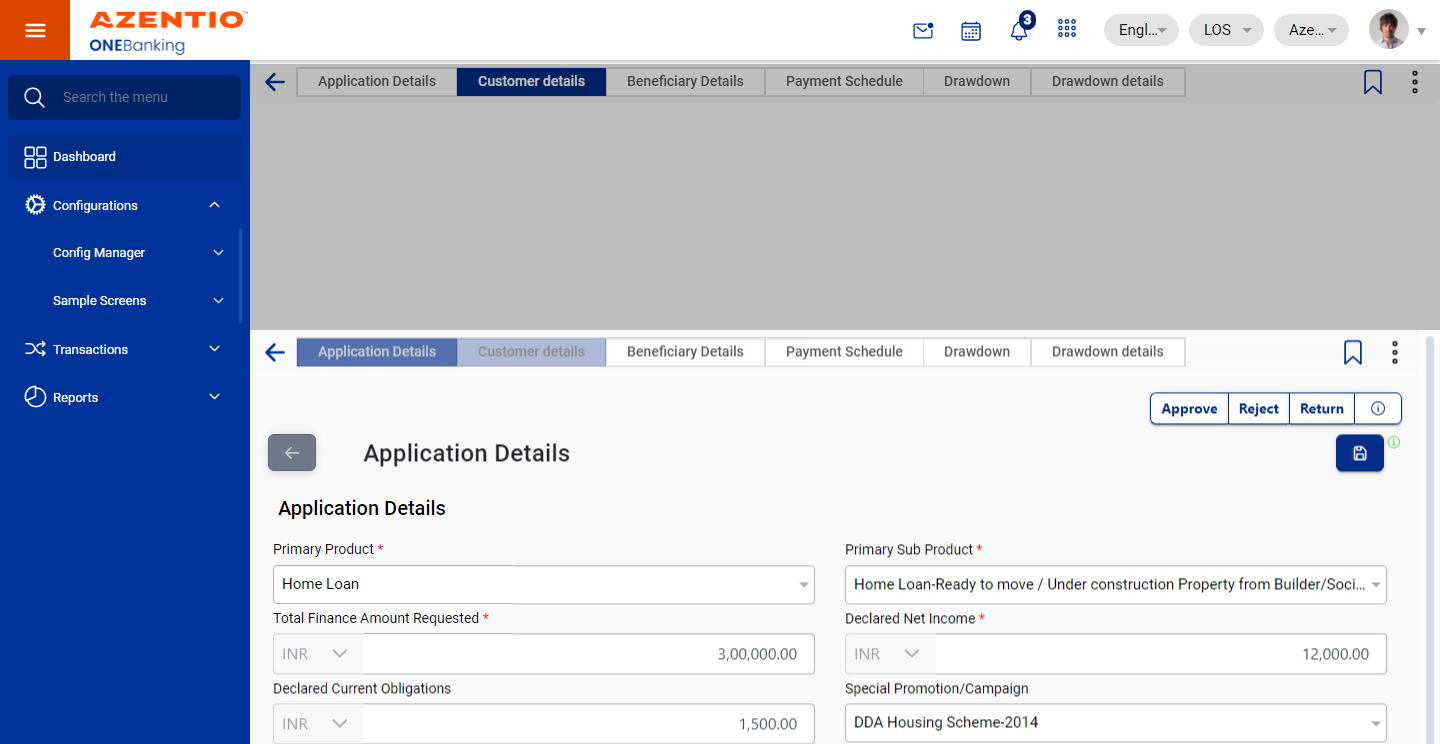 AZENTIO™
ONEBanking
3
Engl...
LOS
Aze...
Search the menu
Dashboard
Configurations
Config Manager
Sample Screens
Transactions
Reports
Application Details Customer details Beneficiary Details Payment Schedule Drawdown Drawdown details
Application Details Customer details Beneficiary Details Payment Schedule Drawdown Drawdown details
Approve Reject Return
Application Details
Application Details
Primary Product * Primary Sub Product *
Home Loan Home Loan-Ready to move / Under construction Property from Builder/Soci...
Total Finance Amount Requested * Declared Net Income *
INR 3,00,000.00 INR 12,000.00
Declared Current Obligations Special Promotion/Campaign
INR 1,500.00 DDA Housing Scheme-2014